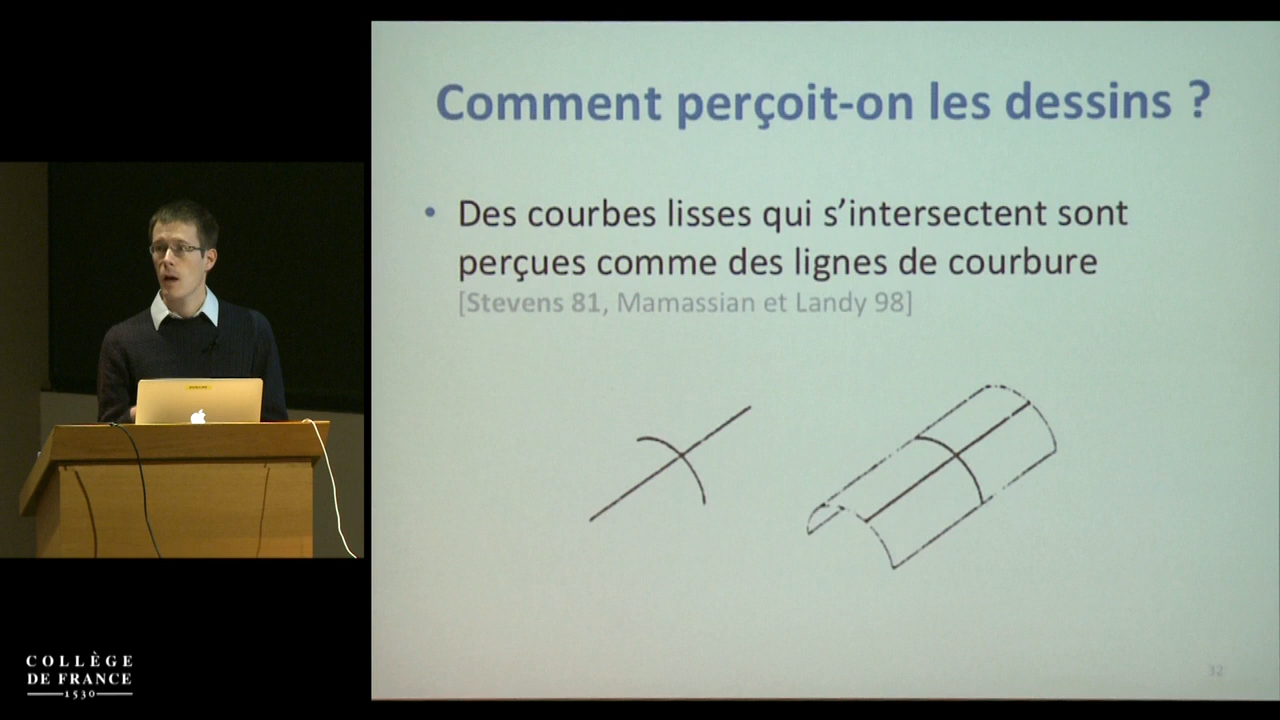 Comment perçoit-on les dessins ?
• Des courbes lisses qui s’intersectent sont
perçues comme des lignes de courbure
[Stevens 81, Mamassian et Landy 98]
32
COLLÈGE
DE FRANCE
1530